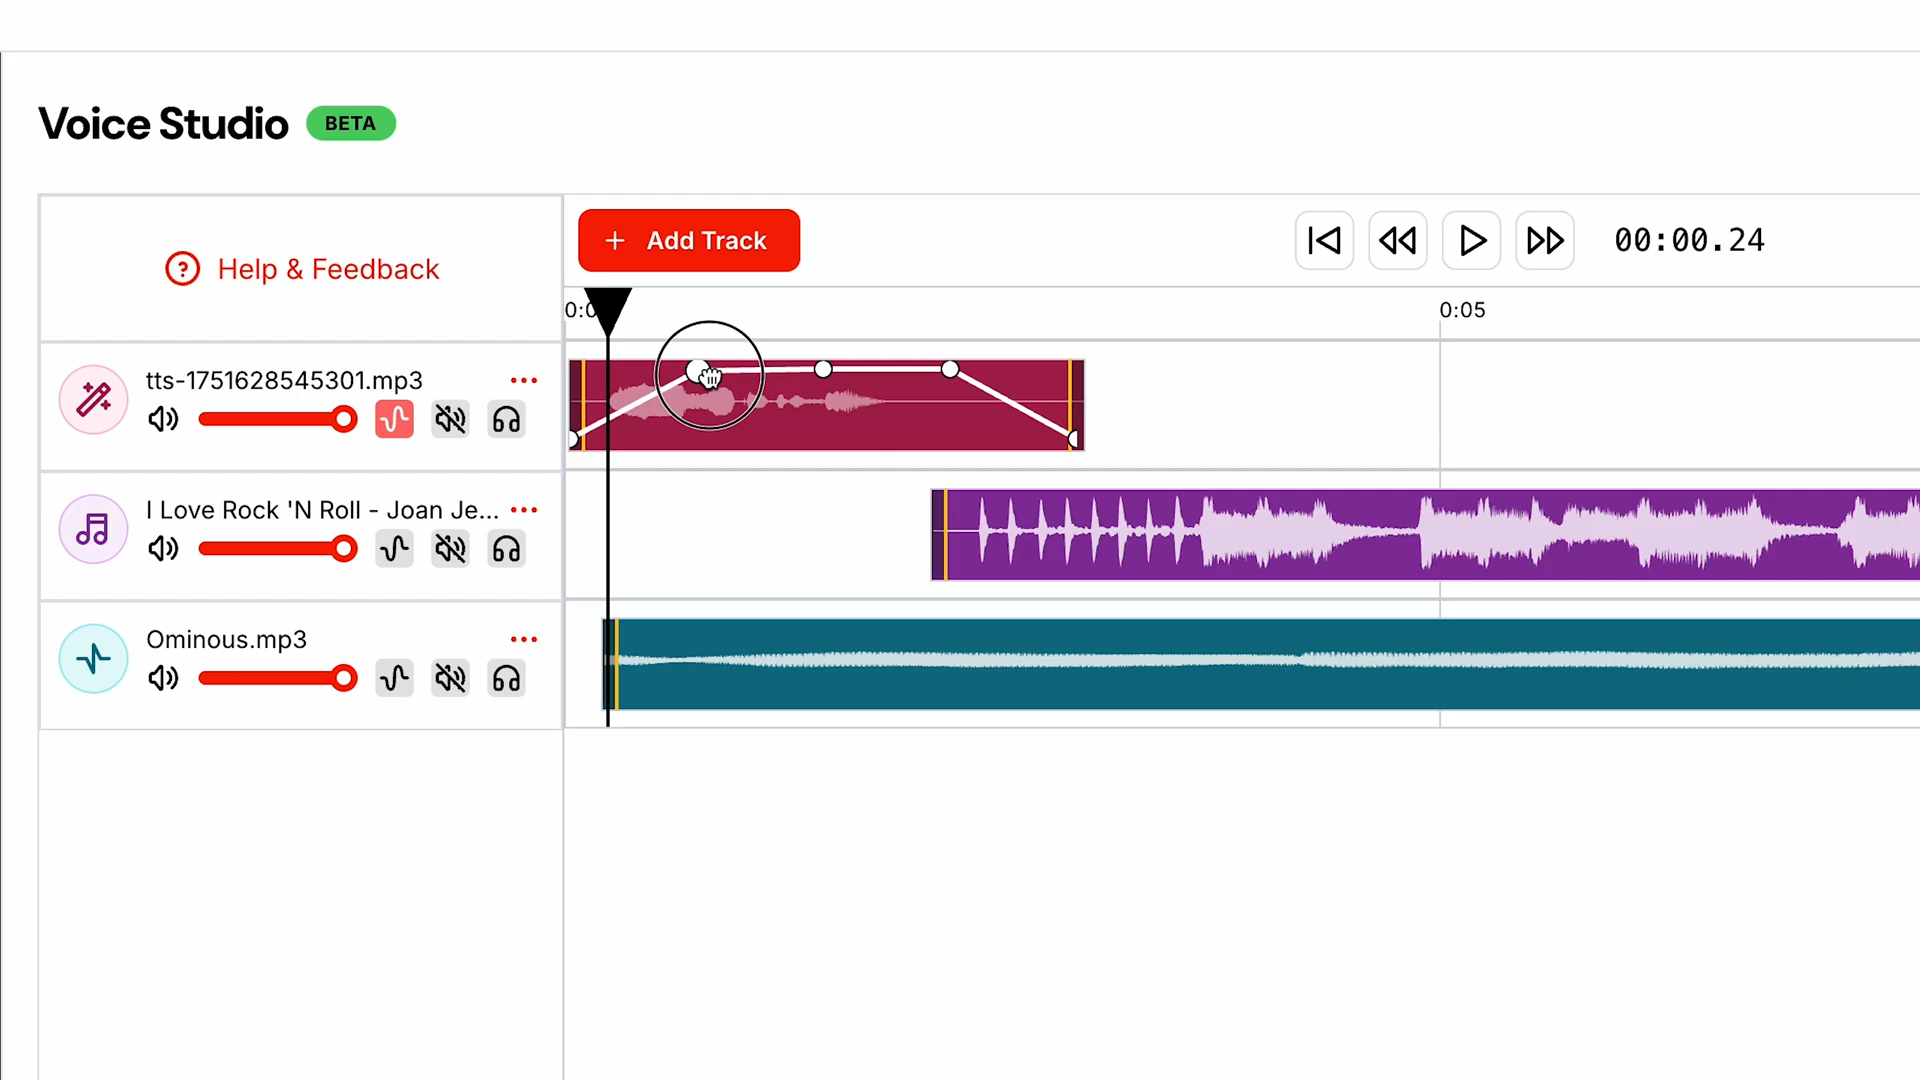 Voice Studio BETA
Help & Feedback
+ Add Track
00:00.24
0:05
tts-1751628545301.mp3
I Love Rock 'N Roll - Joan Je...
Ominous.mp3